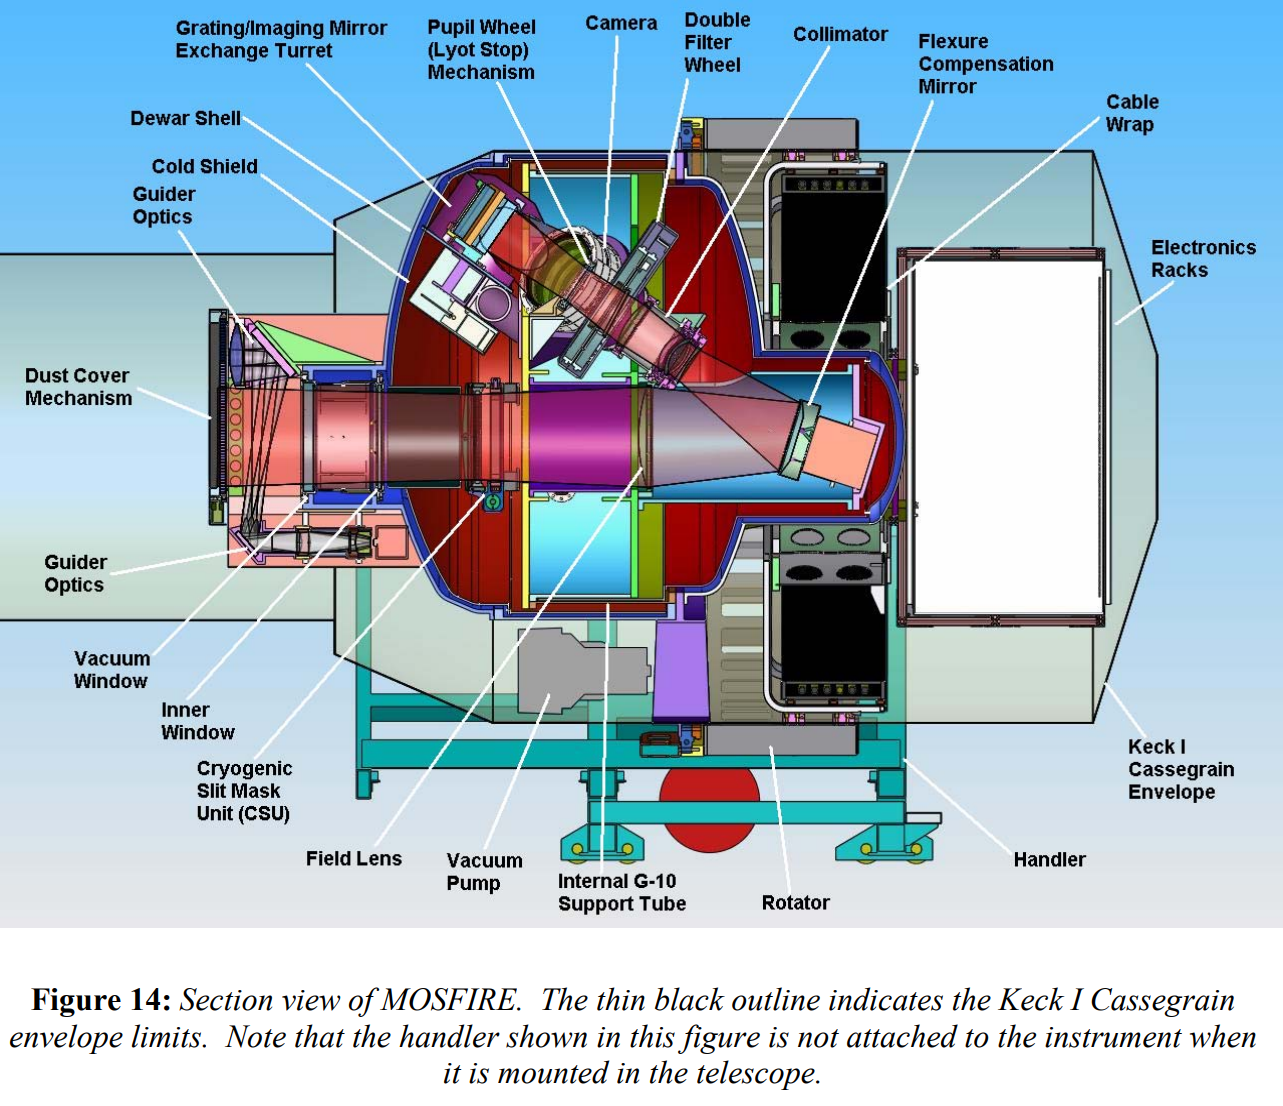 Grating/Imaging Mirror
Exchange Turret
Pupil Wheel
(Lyot Stop)
Mechanism
Camera
Double
Filter
Wheel
Collimator
Flexure
Compensation
Mirror
Cable
Wrap
Dewar Shell
Cold Shield
Guider
Optics
Electronics
Racks
Dust Cover
Mechanism
Guider
Optics
Vacuum
Window
Inner
Window
Cryogenic
Slit Mask
Unit (CSU)
Field Lens
Vacuum
Pump
Internal G-10
Support Tube
Rotator
Handler
Keck I
Cassegrain
Envelope
Figure 14: Section view of MOSFIRE. The thin black outline indicates the Keck I Cassegrain
envelope limits. Note that the handler shown in this figure is not attached to the instrument when
it is mounted in the telescope.